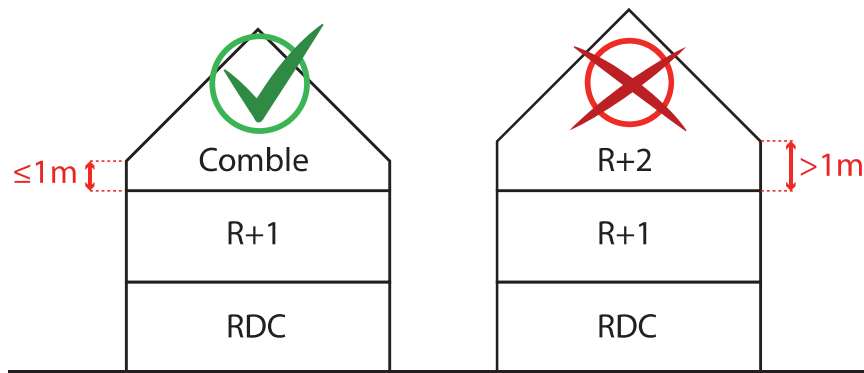 Comble
≤1m
R+1
RDC
R+2
>1m
R+1
RDC